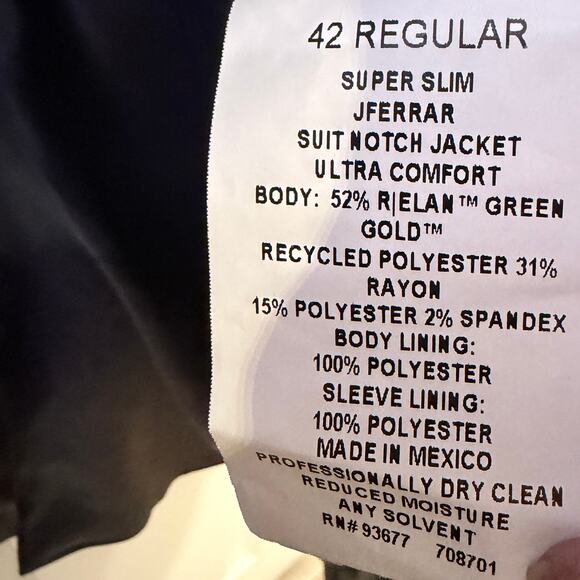 42 REGULAR
SUPER SLIM
JFERRAR
SUIT NOTCH JACKET
ULTRA COMFORT
BODY: 52% R|ELAN™ GREEN
GOLD™
RECYCLED POLYESTER 31%
RAYON
15% POLYESTER 2% SPANDEX
BODY LINING:
100% POLYESTER
SLEEVE LINING:
100% POLYESTER
MADE IN MEXICO
PROFESSIONALLY DRY CLEAN
REDUCED MOISTURE
ANY SOLVENT
RN# 93677 708701